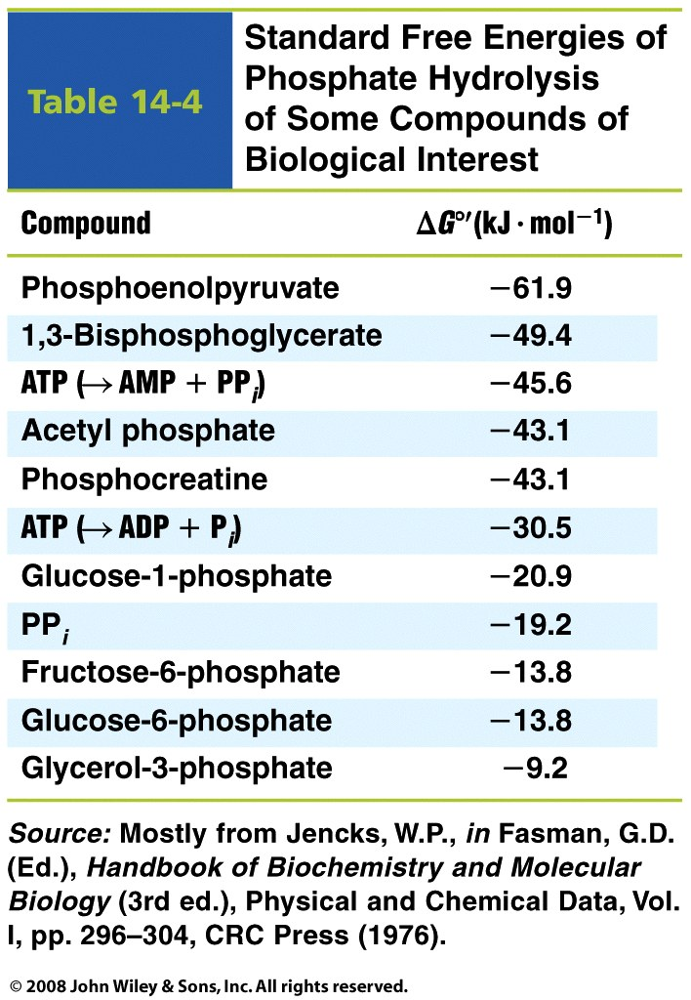 Table 14-4
Standard Free Energies of
Phosphate Hydrolysis
of Some Compounds of
Biological Interest
Compound ΔG°′(kJ · mol−1)
Phosphoenolpyruvate −61.9
1,3-Bisphosphoglycerate −49.4
ATP (→ AMP + PPi) −45.6
Acetyl phosphate −43.1
Phosphocreatine −43.1
ATP (→ ADP + Pi) −30.5
Glucose-1-phosphate −20.9
PPi −19.2
Fructose-6-phosphate −13.8
Glucose-6-phosphate −13.8
Glycerol-3-phosphate −9.2
Source: Mostly from Jencks, W.P., in Fasman, G.D.
(Ed.), Handbook of Biochemistry and Molecular
Biology (3rd ed.), Physical and Chemical Data, Vol.
I, pp. 296–304, CRC Press (1976).
© 2008 John Wiley & Sons, Inc. All rights reserved.